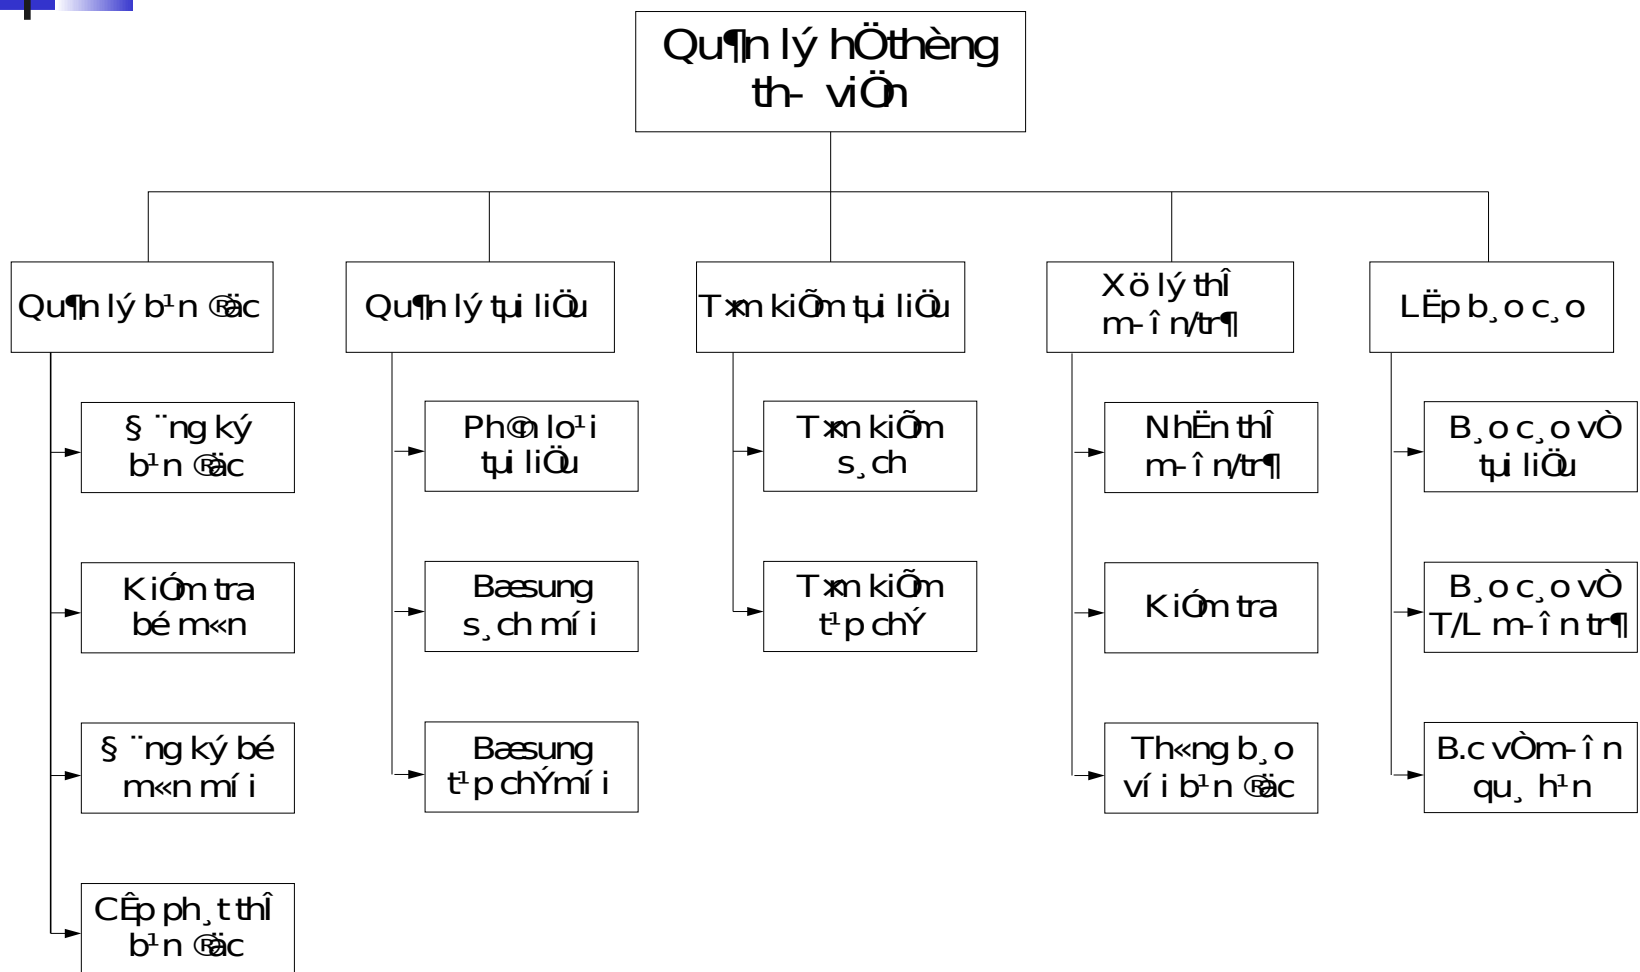 Qu¶n lý hÖ thèng
th- viÖn
Qu¶n lý b¹n ®äc
Qu¶n lý tµi liÖu
T×m kiÕm tµi liÖu
Xö lý thÎ
m-în/tr¶
LËp b¸o c¸o
§¨ng ký
b¹n ®äc
Ph©n lo¹i
tµi liÖu
T×m kiÕm
s¸ch
NhËn thÎ
m-în/tr¶
B¸o c¸o vÒ
tµi liÖu
KiÓm tra
bé m«n
Bæ sung
s¸ch míi
T×m kiÕm
t¹p chÝ
KiÓm tra
B¸o c¸o vÒ
T/L m-în tr¶
§¨ng ký bé
m«n míi
Bæ sung
t¹p chÝ míi
Th«ng b¸o
víi b¹n ®äc
B.c vÒ m-în
qu¸ h¹n
CÊp ph¸t thÎ
b¹n ®äc